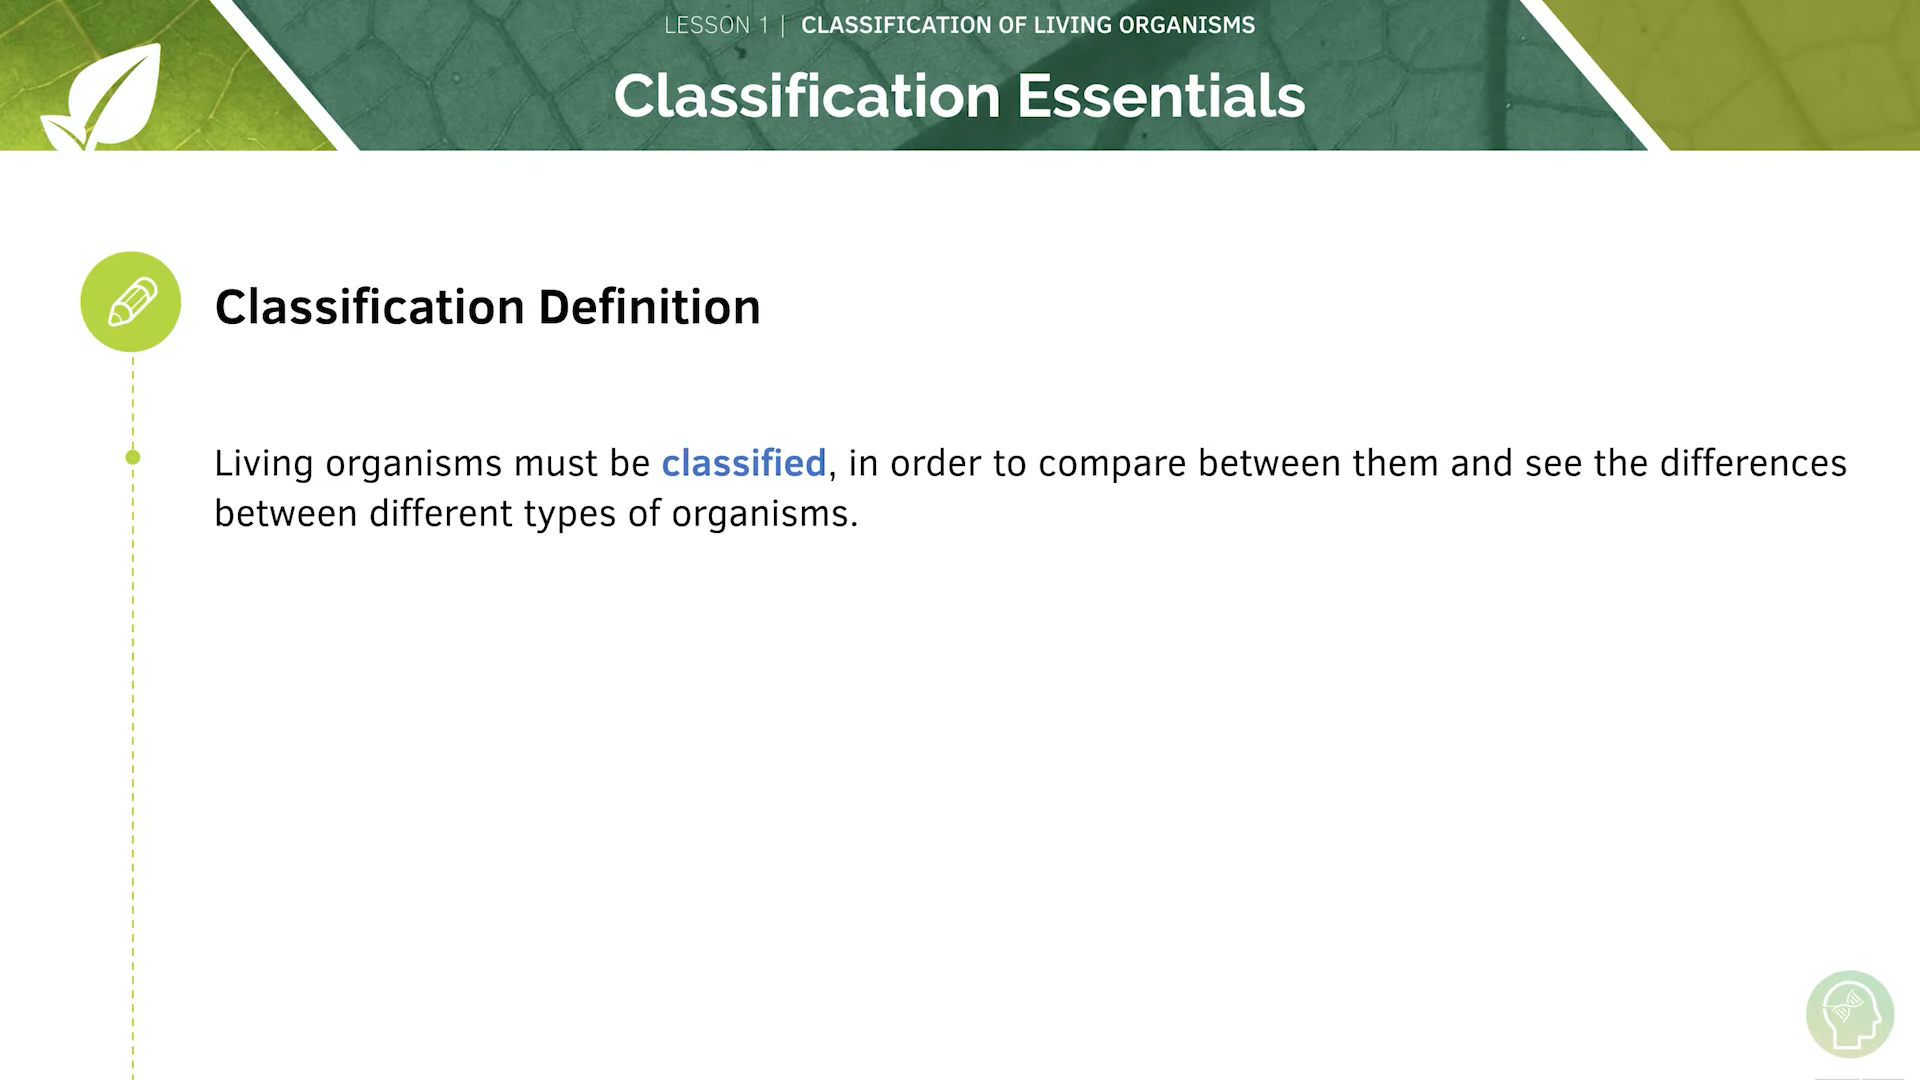 LESSON 1 | CLASSIFICATION OF LIVING ORGANISMS
Classification Essentials
Classification Definition
Living organisms must be classified, in order to compare between them and see the differences
between different types of organisms.